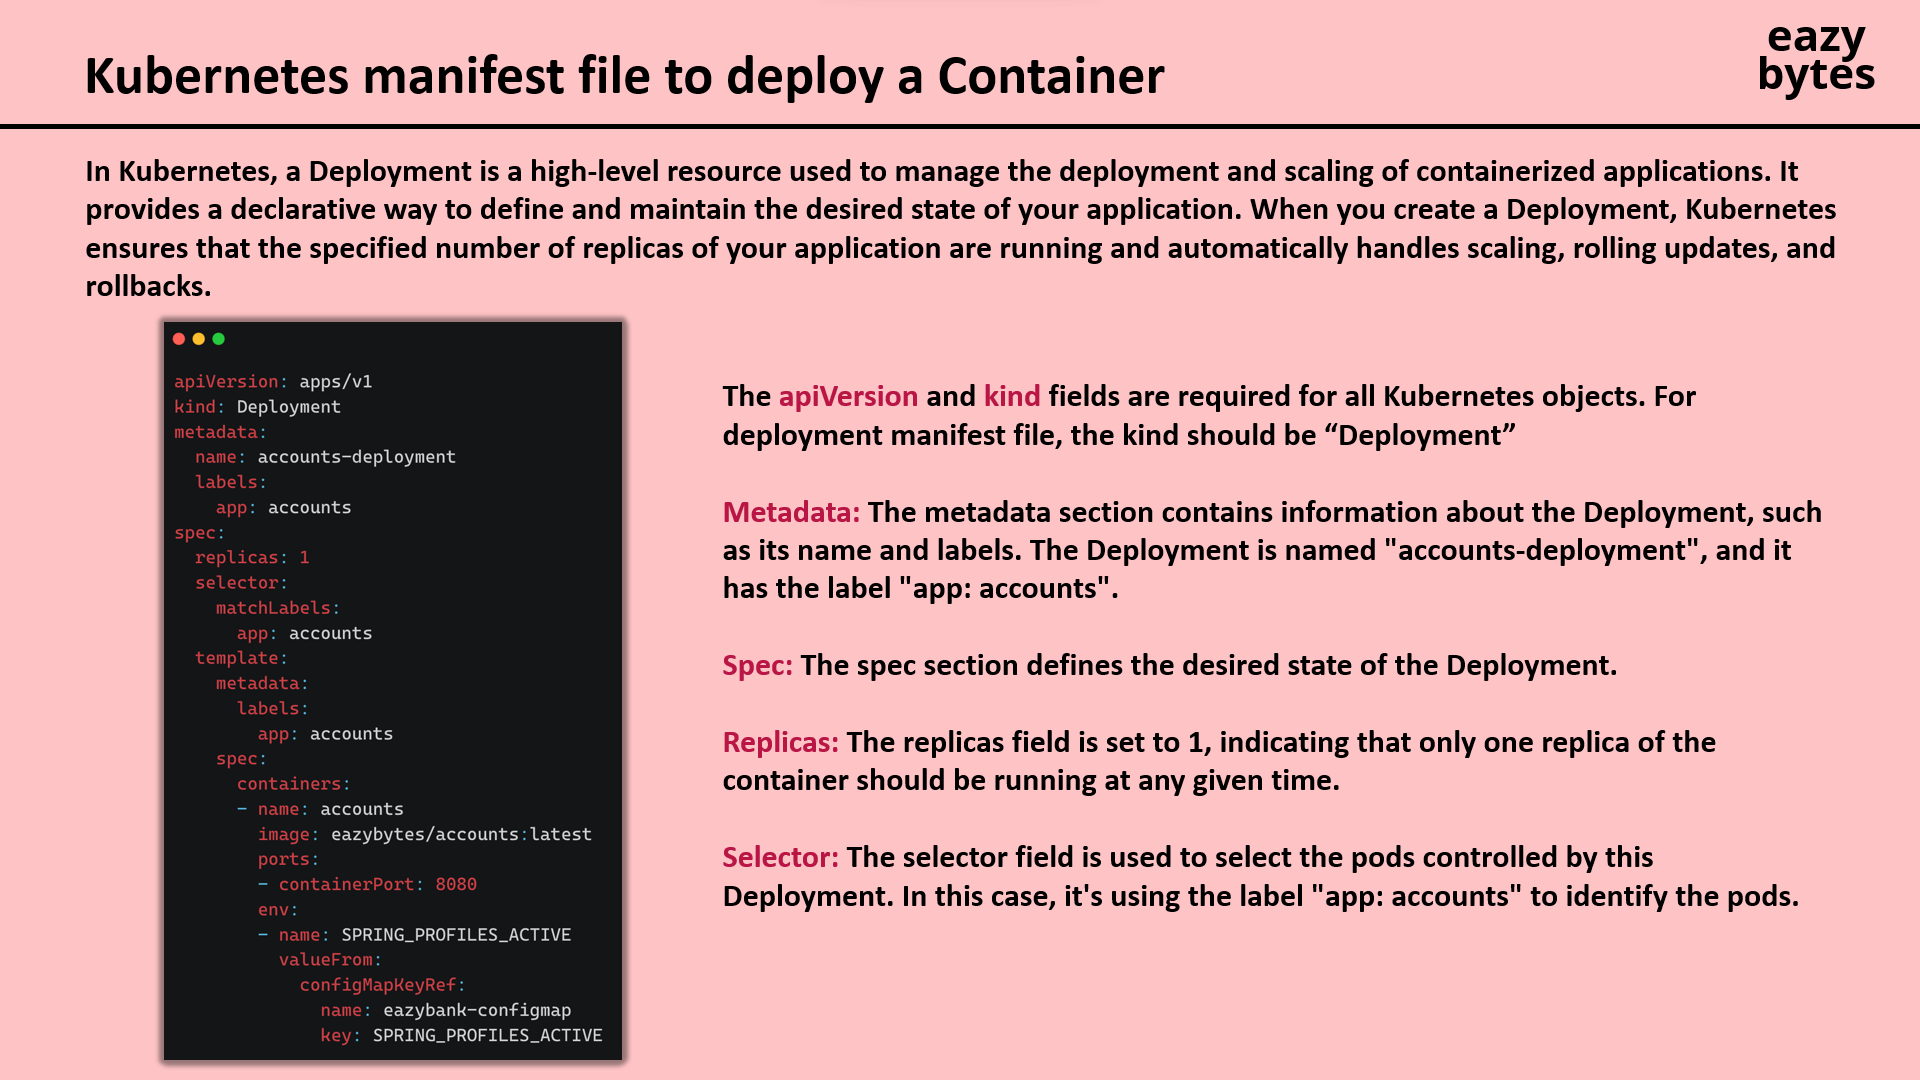 Kubernetes manifest file to deploy a Container
eazy
bytes
In Kubernetes, a Deployment is a high-level resource used to manage the deployment and scaling of containerized applications. It
provides a declarative way to define and maintain the desired state of your application. When you create a Deployment, Kubernetes
ensures that the specified number of replicas of your application are running and automatically handles scaling, rolling updates, and
rollbacks.
apiVersion: apps/v1
kind: Deployment
metadata:
  name: accounts-deployment
  labels:
    app: accounts
spec:
  replicas: 1
  selector:
    matchLabels:
      app: accounts
  template:
    metadata:
      labels:
        app: accounts
    spec:
      containers:
      - name: accounts
        image: eazybytes/accounts:latest
        ports:
        - containerPort: 8080
        env:
        - name: SPRING_PROFILES_ACTIVE
          valueFrom:
            configMapKeyRef:
              name: eazybank-configmap
              key: SPRING_PROFILES_ACTIVE
The apiVersion and kind fields are required for all Kubernetes objects. For
deployment manifest file, the kind should be “Deployment”
Metadata: The metadata section contains information about the Deployment, such
as its name and labels. The Deployment is named "accounts-deployment", and it
has the label "app: accounts".
Spec: The spec section defines the desired state of the Deployment.
Replicas: The replicas field is set to 1, indicating that only one replica of the
container should be running at any given time.
Selector: The selector field is used to select the pods controlled by this
Deployment. In this case, it's using the label "app: accounts" to identify the pods.